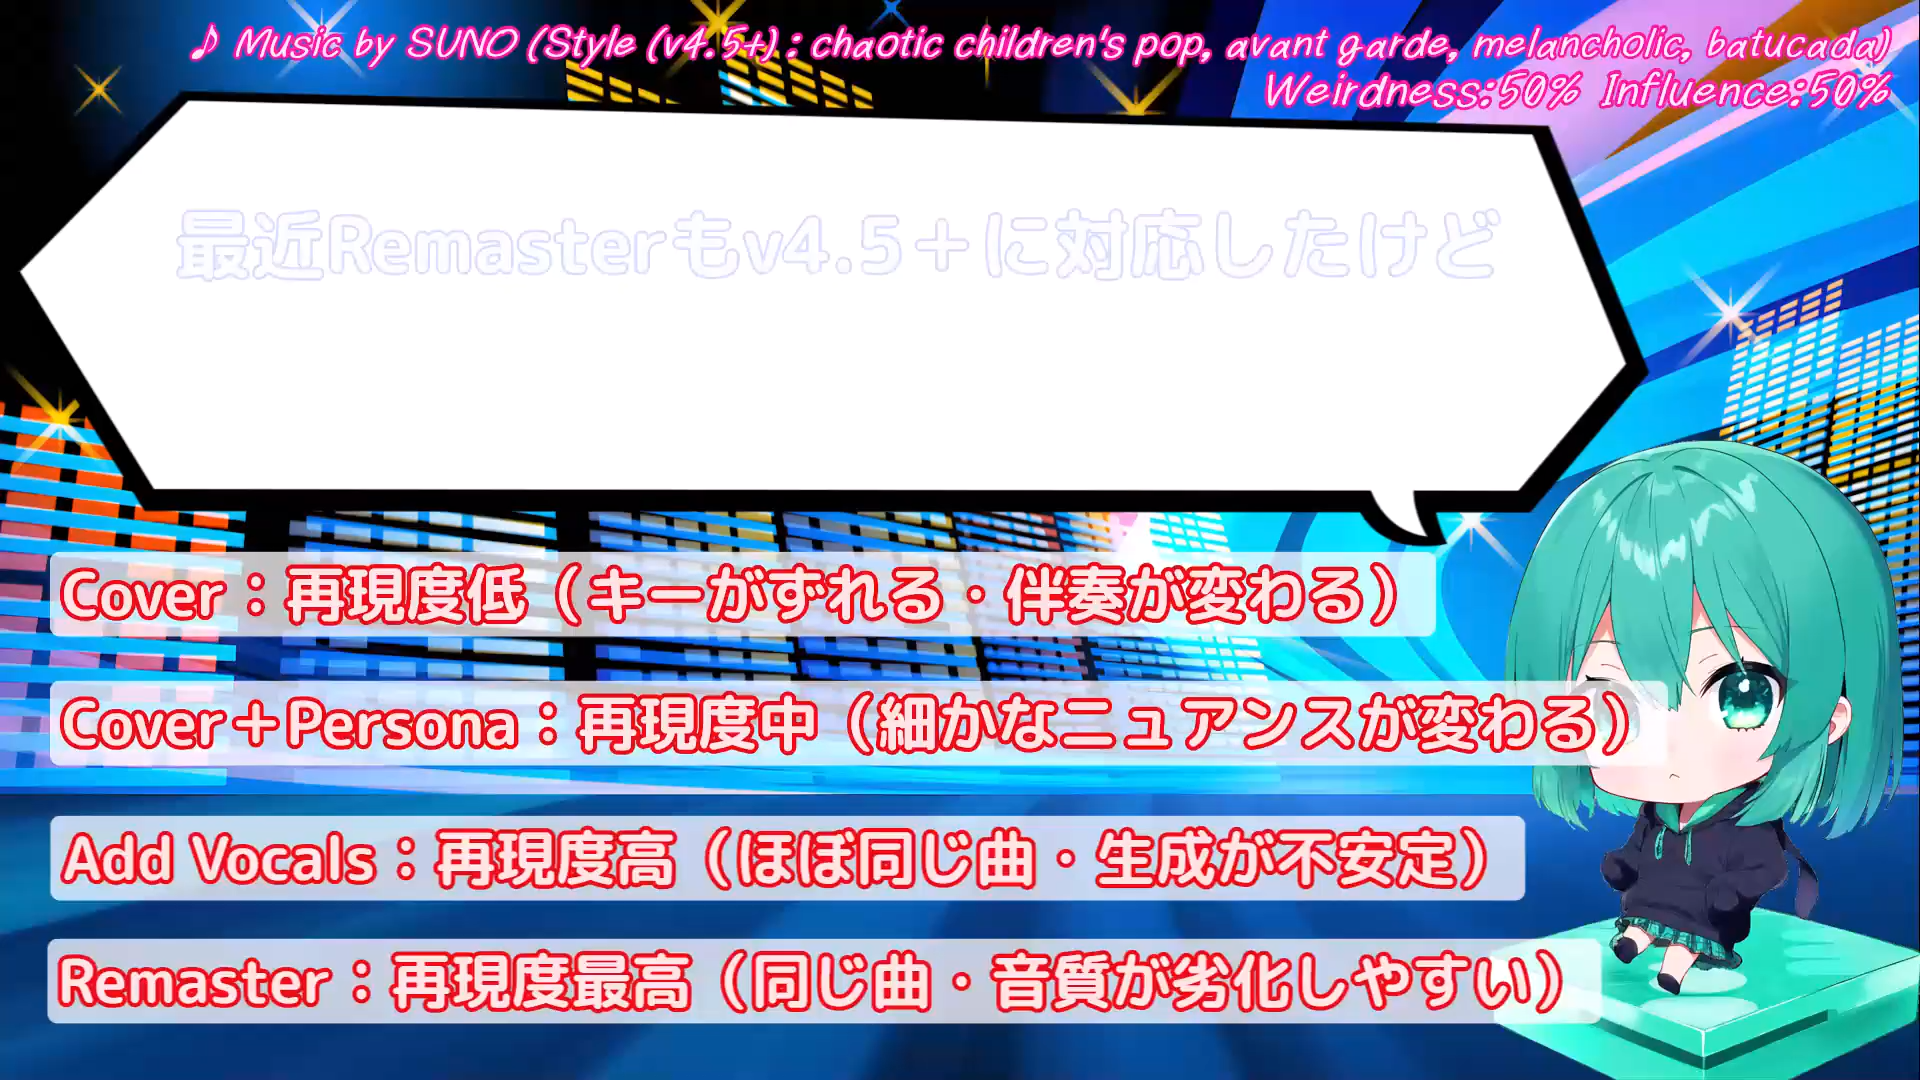 ♪ Music by SUNO (Style (v4.5+) : chaotic children's pop, avant garde, melancholic, batucada)
Weirdness:50% Influence:50%
最近Remasterもv4.5＋に対応したけど
Cover：再現度低（キーがずれる・伴奏が変わる）
Cover＋Persona：再現度中（細かなニュアンスが変わる）
Add Vocals：再現度高（ほぼ同じ曲・生成が不安定）
Remaster：再現度最高（同じ曲・音質が劣化しやすい）